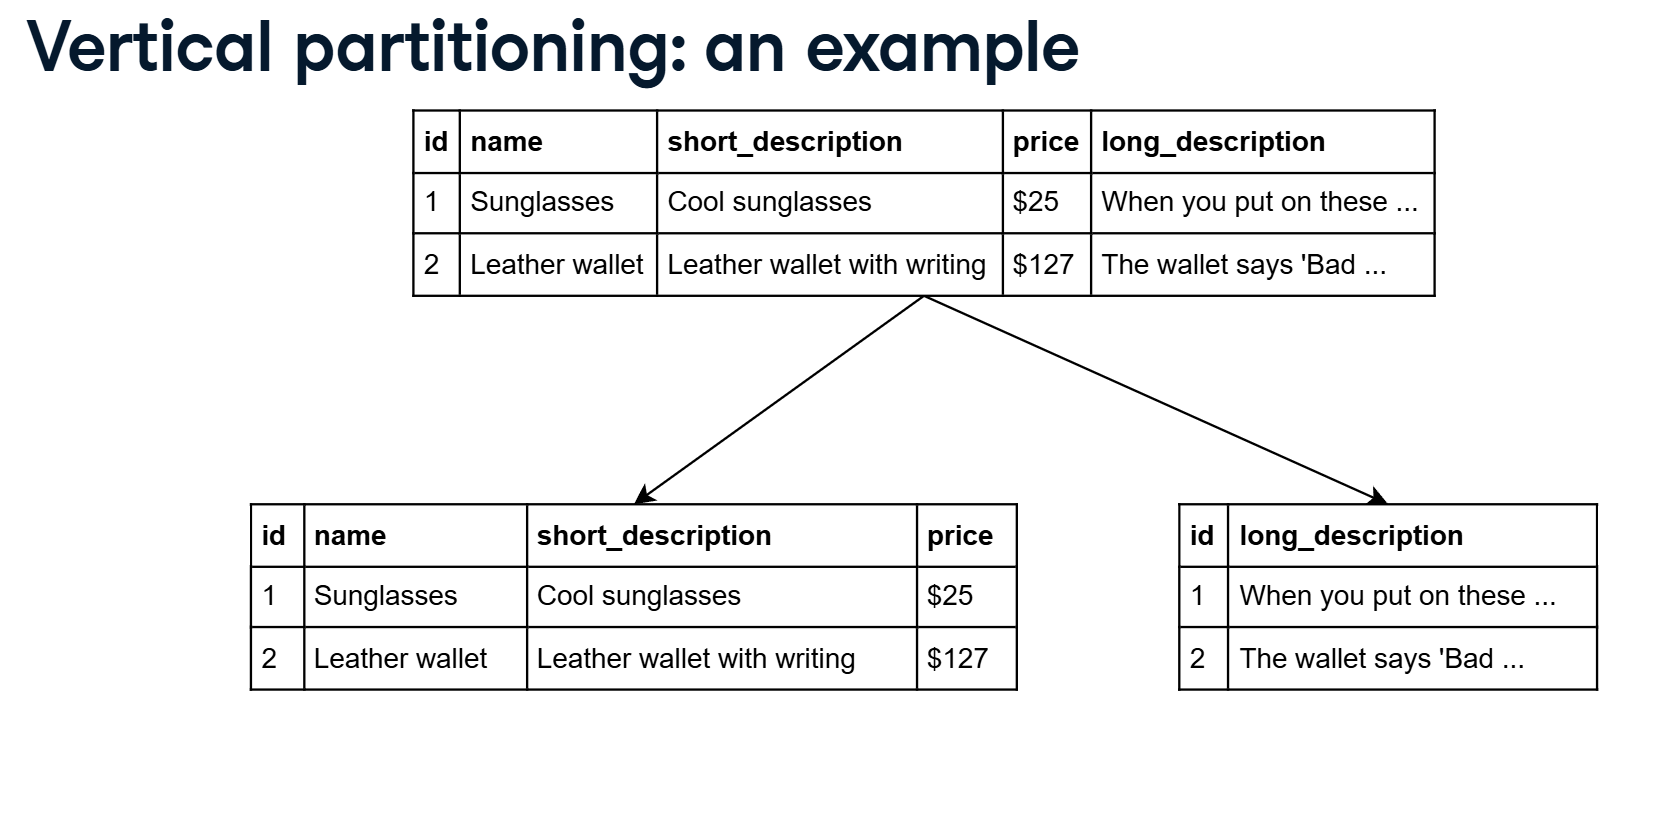 Vertical partitioning: an example
id name short_description price long_description
1 Sunglasses Cool sunglasses $25 When you put on these ...
2 Leather wallet Leather wallet with writing $127 The wallet says 'Bad ...
id name short_description price
1 Sunglasses Cool sunglasses $25
2 Leather wallet Leather wallet with writing $127
id long_description
1 When you put on these ...
2 The wallet says 'Bad ...